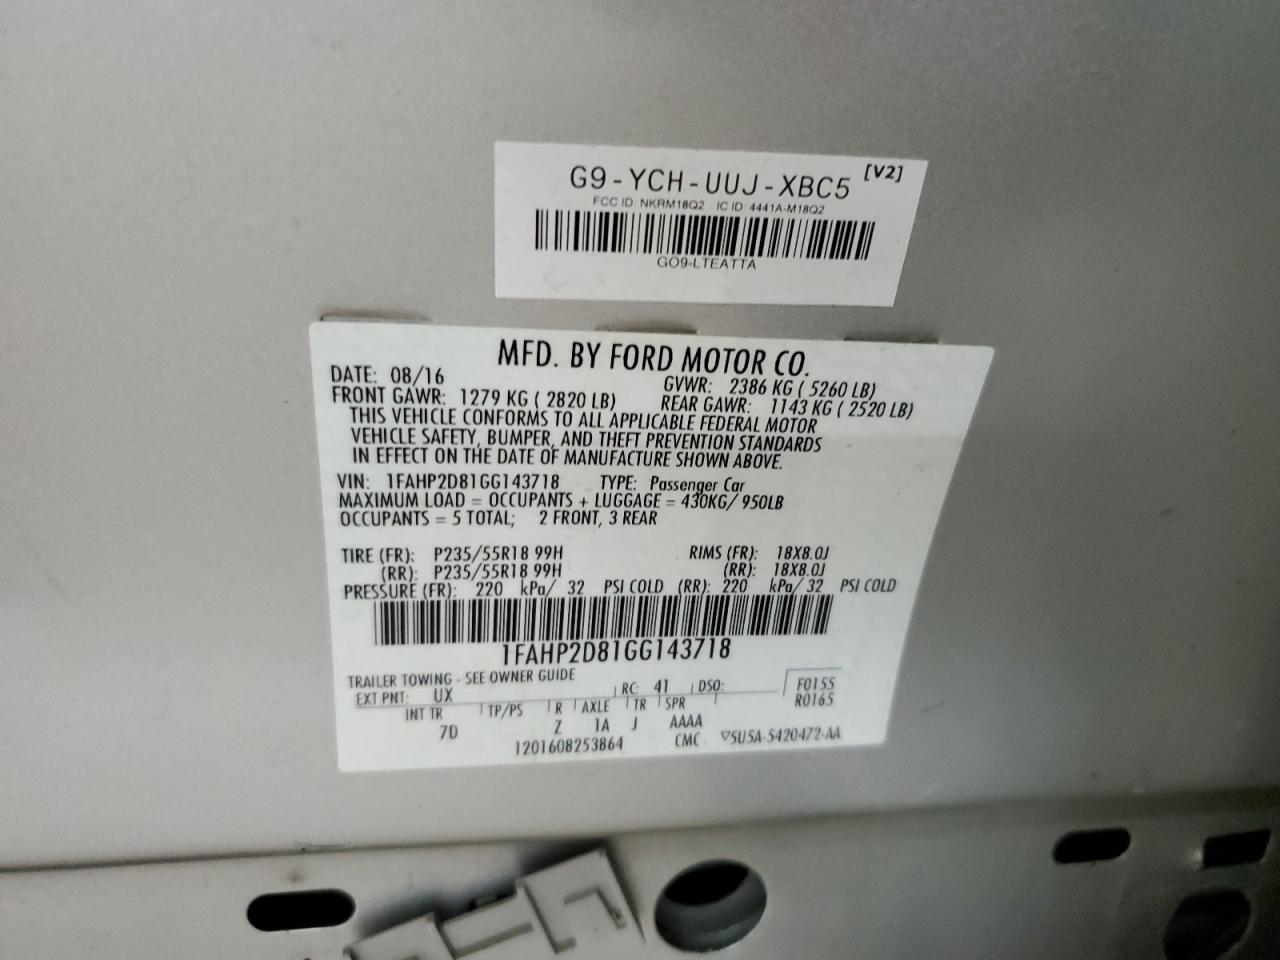 G9-YCH-UUJ-XBC5 [V2]
FCC ID: NKRM18Q2 IC ID: 4441A-M18Q2
GO9-LTEATTA
MFD. BY FORD MOTOR CO.
DATE: 08/16 GVWR: 2386 KG ( 5260 LB)
FRONT GAWR: 1279 KG ( 2820 LB) REAR GAWR: 1143 KG ( 2520 LB)
THIS VEHICLE CONFORMS TO ALL APPLICABLE FEDERAL MOTOR
VEHICLE SAFETY, BUMPER, AND THEFT PREVENTION STANDARDS
IN EFFECT ON THE DATE OF MANUFACTURE SHOWN ABOVE.
VIN: 1FAHP2D81GG143718 TYPE: Passenger Car
MAXIMUM LOAD = OCCUPANTS + LUGGAGE = 430KG/ 950LB
OCCUPANTS = 5 TOTAL; 2 FRONT, 3 REAR
TIRE (FR): P235/55R18 99H RIMS (FR): 18X8.0J
(RR): P235/55R18 99H (RR): 18X8.0J
PRESSURE (FR): 220 kPa/ 32 PSI COLD (RR): 220 kPa/ 32 PSI COLD
1FAHP2D81GG143718
TRAILER TOWING - SEE OWNER GUIDE
EXT PNT: UX RC: 41 DSO: F0155
INT TR TP/PS R AXLE TR SPR R0165
7D Z 1A J AAAA
1201608253864 CMC ▽5U5A-5420472-AA